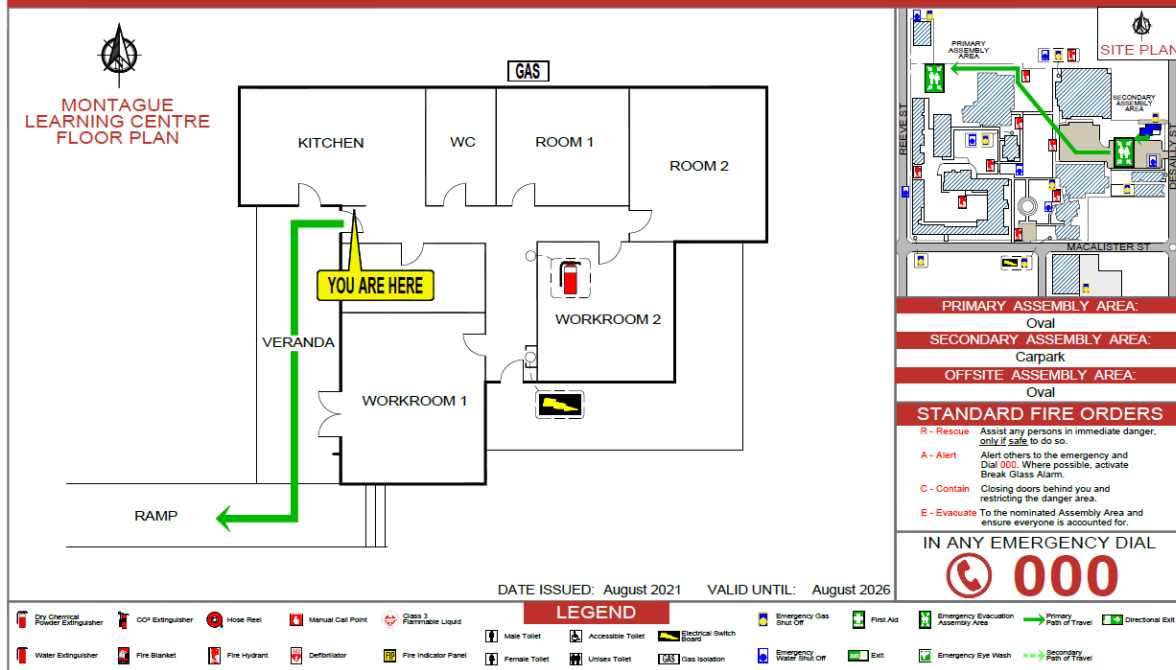 MONTAGUE
LEARNING CENTRE
FLOOR PLAN
GAS
KITCHEN
WC
ROOM 1
ROOM 2
YOU ARE HERE
VERANDA
WORKROOM 2
WORKROOM 1
RAMP
DATE ISSUED: August 2021 VALID UNTIL: August 2026
SITE PLAN
PRIMARY
ASSEMBLY
AREA
SECONDARY
ASSEMBLY
AREA
REEVE ST
DESAILLY ST
MACALISTER ST
PRIMARY ASSEMBLY AREA:
Oval
SECONDARY ASSEMBLY AREA:
Carpark
OFFSITE ASSEMBLY AREA:
Oval
STANDARD FIRE ORDERS
R - Rescue Assist any persons in immediate danger,
only if safe to do so.
A - Alert Alert others to the emergency and
Dial 000. Where possible, activate
Break Glass Alarm.
C - Contain Closing doors behind you and
restricting the danger area.
E - Evacuate To the nominated Assembly Area and
ensure everyone is accounted for.
IN ANY EMERGENCY DIAL
000
LEGEND
Dry Chemical
Powder Extinguisher
CO² Extinguisher
Hose Reel
Manual Call Point
Class 3
Flammable Liquid
Male Toilet
Accessible Toilet
Electrical Switch
Board
Emergency Gas
Shut Off
First Aid
Emergency Evacuation
Assembly Area
Primary
Path of Travel
Directional Exit
Water Extinguisher
Fire Blanket
Fire Hydrant
Defibrillator
Fire Indicator Panel
Female Toilet
Unisex Toilet
GAS Gas Isolation
Emergency
Water Shut Off
Exit
Emergency Eye Wash
Secondary
Path of Travel